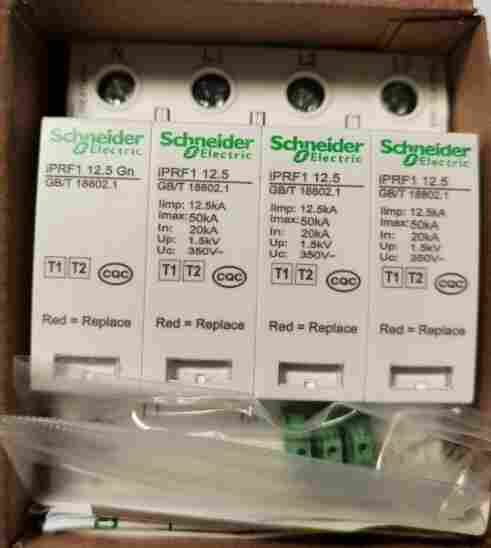 N L1 L2
Schneider
Electric
iPRF1 12.5 Gn
GB/T 18802.1
T1 T2 CQC
Red = Replace
Schneider
Electric
iPRF1 12.5
GB/T 18802.1
Iimp: 12.5kA
Imax: 50kA
In: 20kA
Up: 1.5kV
Uc: 350V~
T1 T2 CQC
Red = Replace
Schneider
Electric
iPRF1 12.5
GB/T 18802.1
Iimp: 12.5kA
Imax: 50kA
In: 20kA
Up: 1.5kV
Uc: 350V~
T1 T2 CQC
Red = Replace
Schneider
Electric
iPRF1 12.5
GB/T 18802.1
Iimp: 12.5kA
Imax: 50kA
In: 20kA
Up: 1.5kV
Uc: 350V~
T1 T2 CQC
Red = Replace